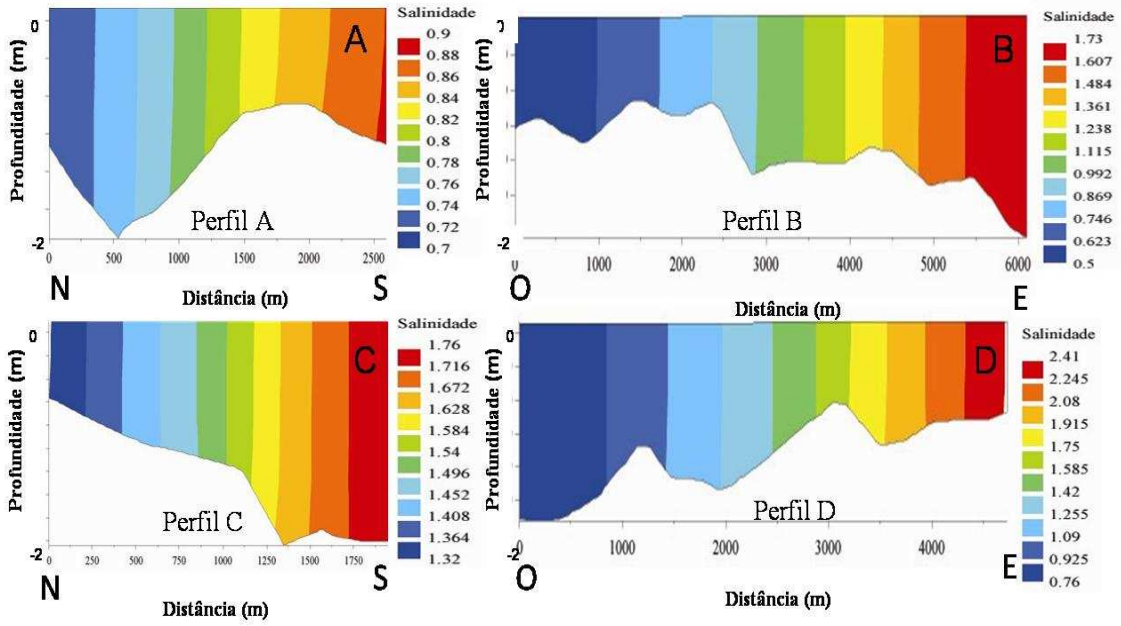 Profundidade (m)
0
-2
A
Perfil A
0 500 1000 1500 2000 2500
N
S
Distância (m)
Salinidade
0.9
0.88
0.86
0.84
0.82
0.8
0.78
0.76
0.74
0.72
0.7
Profundidade (m)
0
-2
B
Perfil B
0 1000 2000 3000 4000 5000 6000
O
E
Distância (m)
Salinidade
1.73
1.607
1.484
1.361
1.238
1.115
0.992
0.869
0.746
0.623
0.5
Profundidade (m)
0
-2
C
Perfil C
0 250 500 750 1000 1250 1500 1750
N
S
Distância (m)
Salinidade
1.76
1.716
1.672
1.628
1.584
1.54
1.496
1.452
1.408
1.364
1.32
Profundidade (m)
0
-2
D
Perfil D
0 1000 2000 3000 4000
O
E
Distância (m)
Salinidade
2.41
2.245
2.08
1.915
1.75
1.585
1.42
1.255
1.09
0.925
0.76